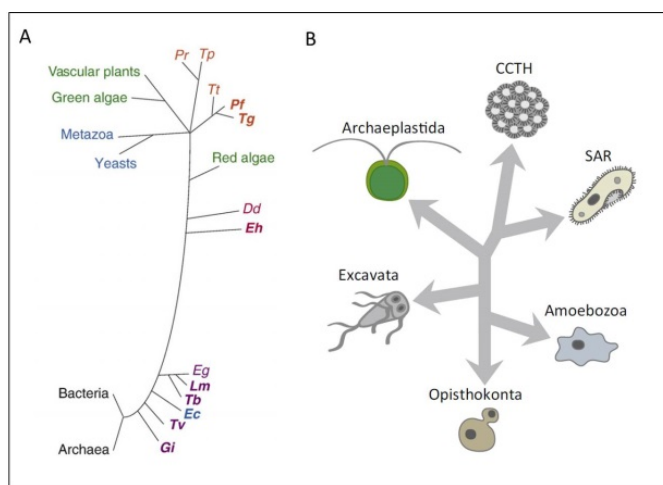 A
Pr Tp
Vascular plants
Tt
Green algae
Pf
Tg
Metazoa
Yeasts
Red algae
Dd
Eh
Eg
Lm
Bacteria
Tb
Ec
Tv
Archaea
Gi
B
CCTH
Archaeplastida
SAR
Excavata
Amoebozoa
Opisthokonta